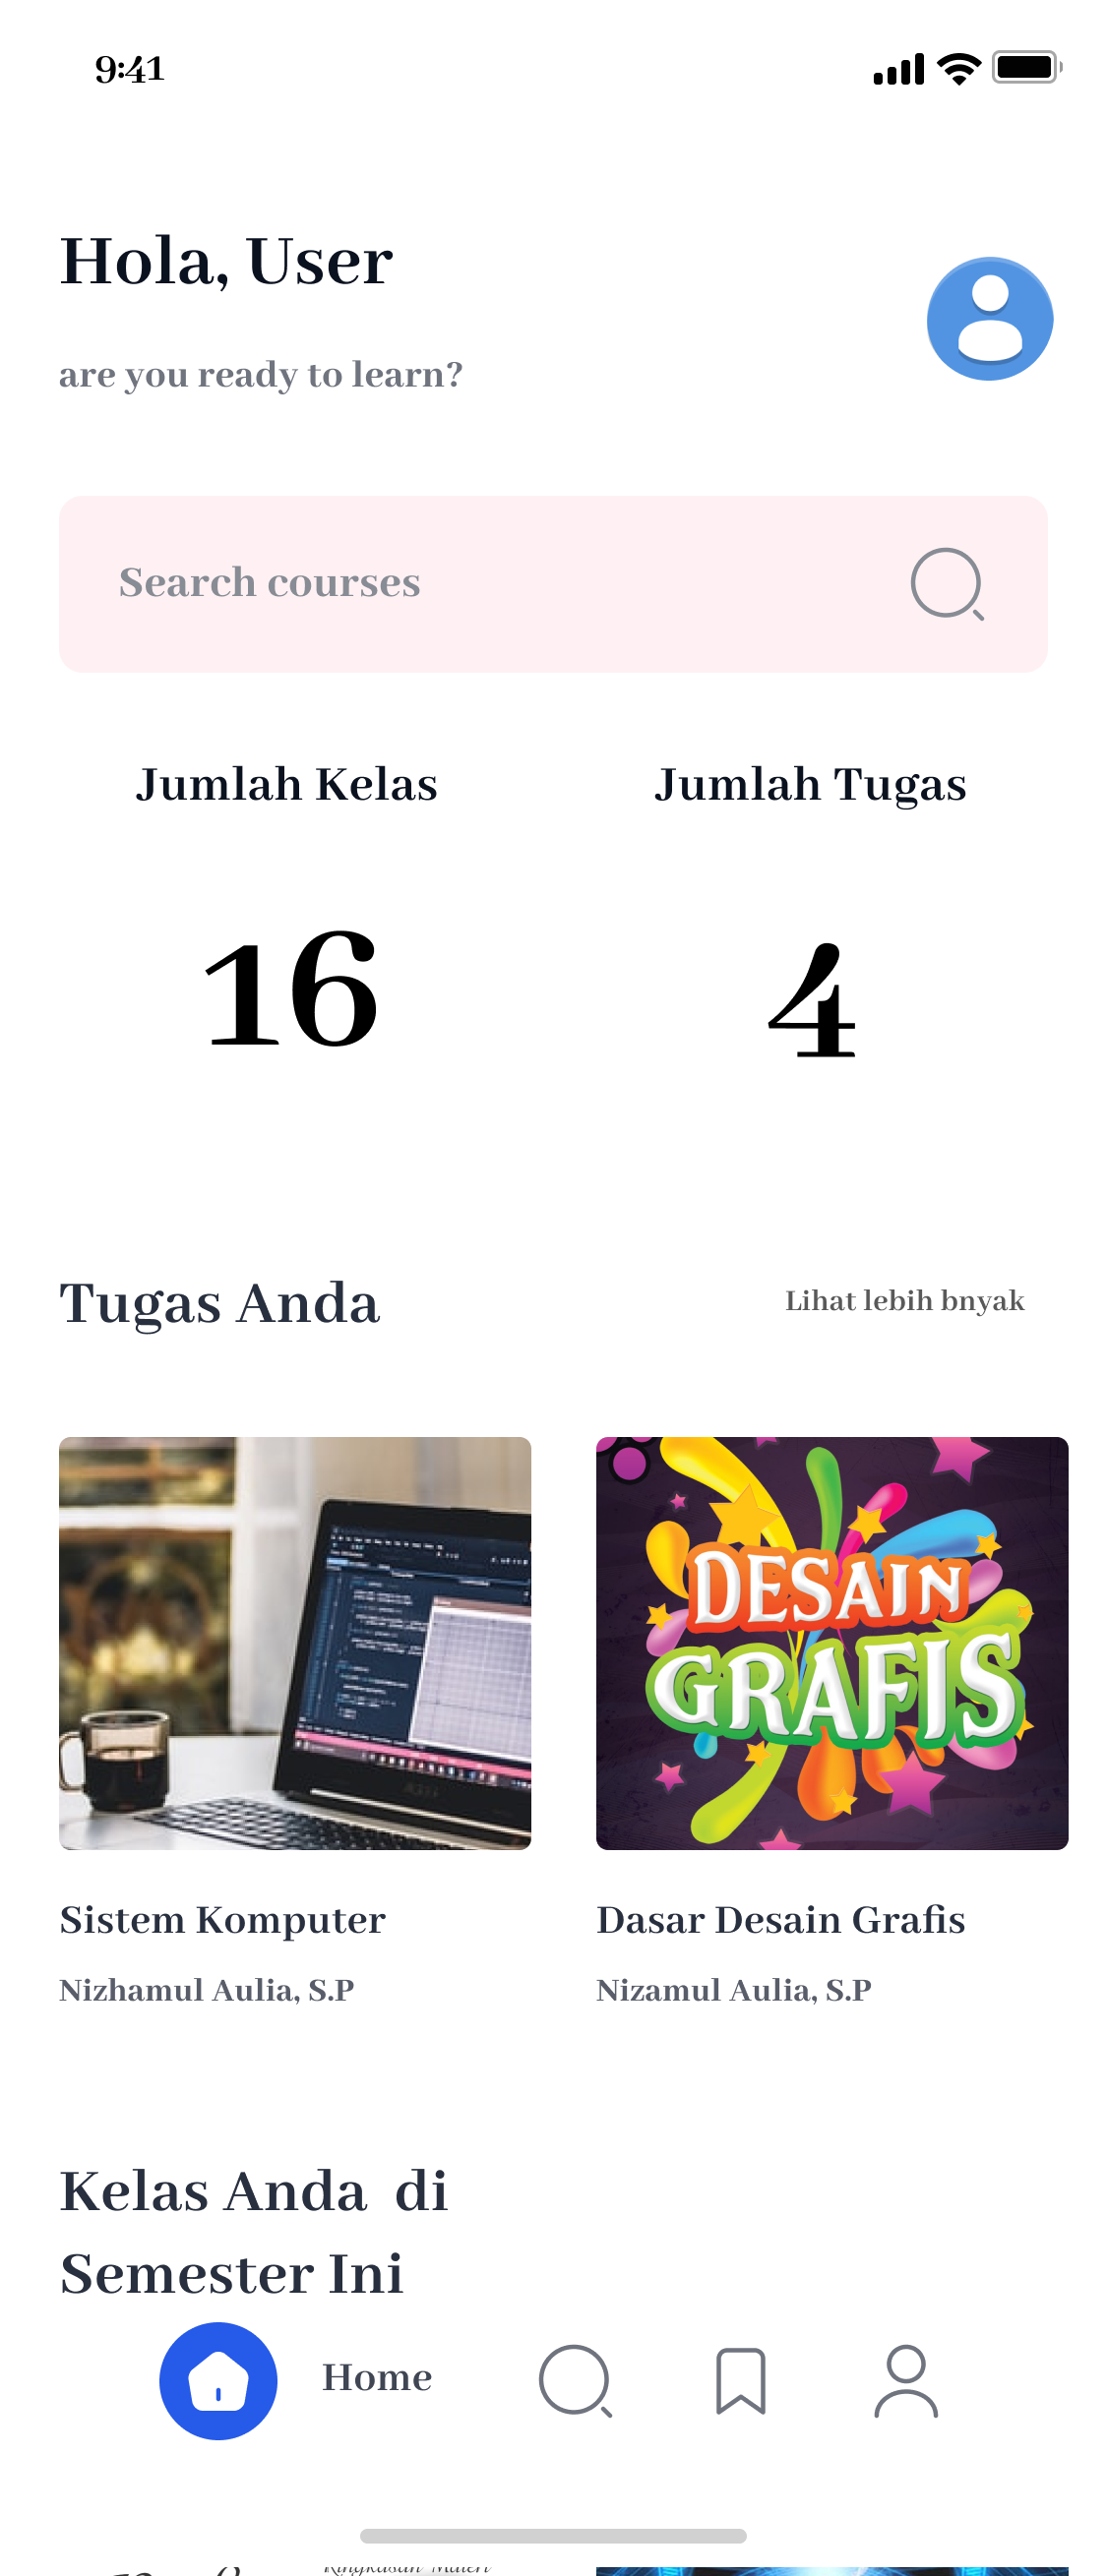 9:41
Hola, User
are you ready to learn?
Search courses
Jumlah Kelas
Jumlah Tugas
16
4
Tugas Anda
Lihat lebih bnyak
DESAIN
GRAFIS
Sistem Komputer
Dasar Desain Grafis
Nizhamul Aulia, S.P
Nizamul Aulia, S.P
Kelas Anda  di
Semester Ini
Home
Ringkasan Materi